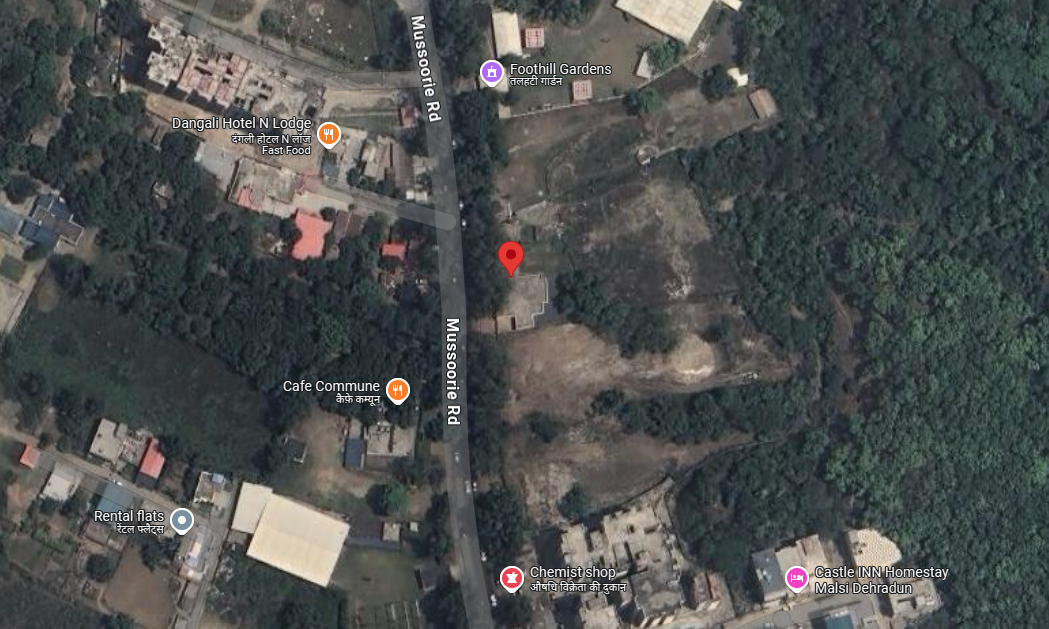 Mussoorie Rd
Foothill Gardens
तलहटी गार्डन
Dangali Hotel N Lodge
दंगली होटल N लॉज
Fast Food
Mussoorie Rd
Cafe Commune
कैफ़े कम्यून
Rental flats
रेंटल फ्लैट्स
Chemist shop
औषधि विक्रेता की दुकान
Castle INN Homestay
Malsi Dehradun